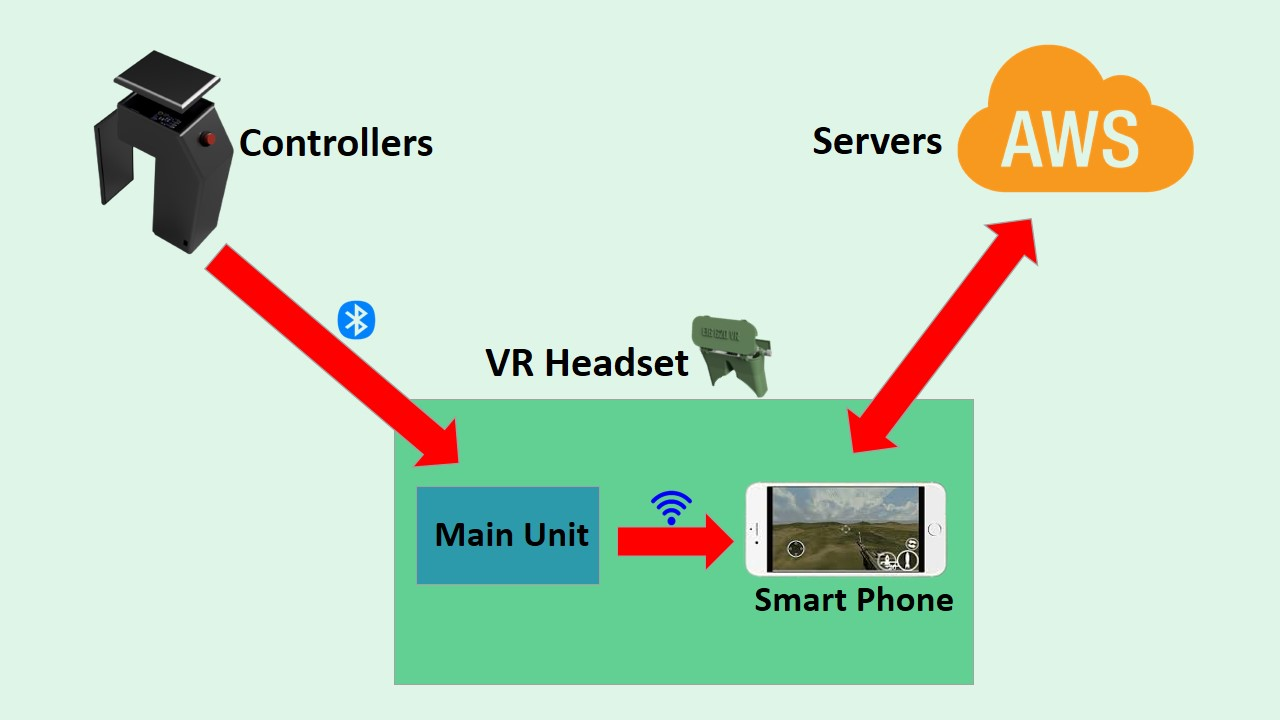 Controllers
Servers
AWS
VR Headset
Main Unit
Smart Phone